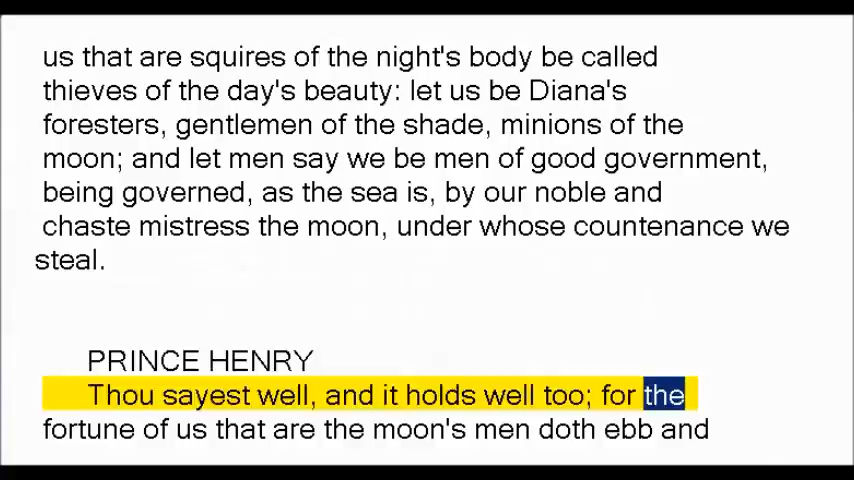 us that are squires of the night's body be called
thieves of the day's beauty: let us be Diana's
foresters, gentlemen of the shade, minions of the
moon; and let men say we be men of good government,
being governed, as the sea is, by our noble and
chaste mistress the moon, under whose countenance we
steal.
PRINCE HENRY
Thou sayest well, and it holds well too; for the
fortune of us that are the moon's men doth ebb and